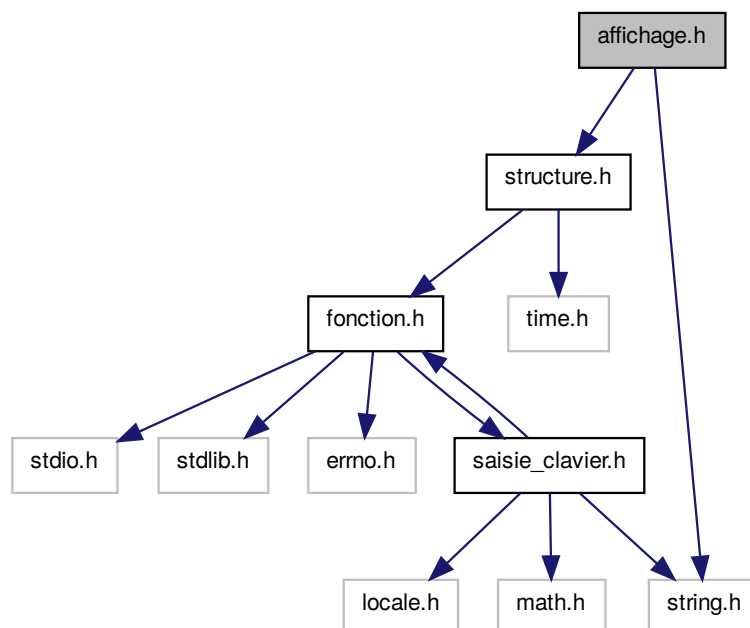 affichage.h
structure.h
fonction.h
time.h
stdio.h
stdlib.h
errno.h
saisie_clavier.h
locale.h
math.h
string.h